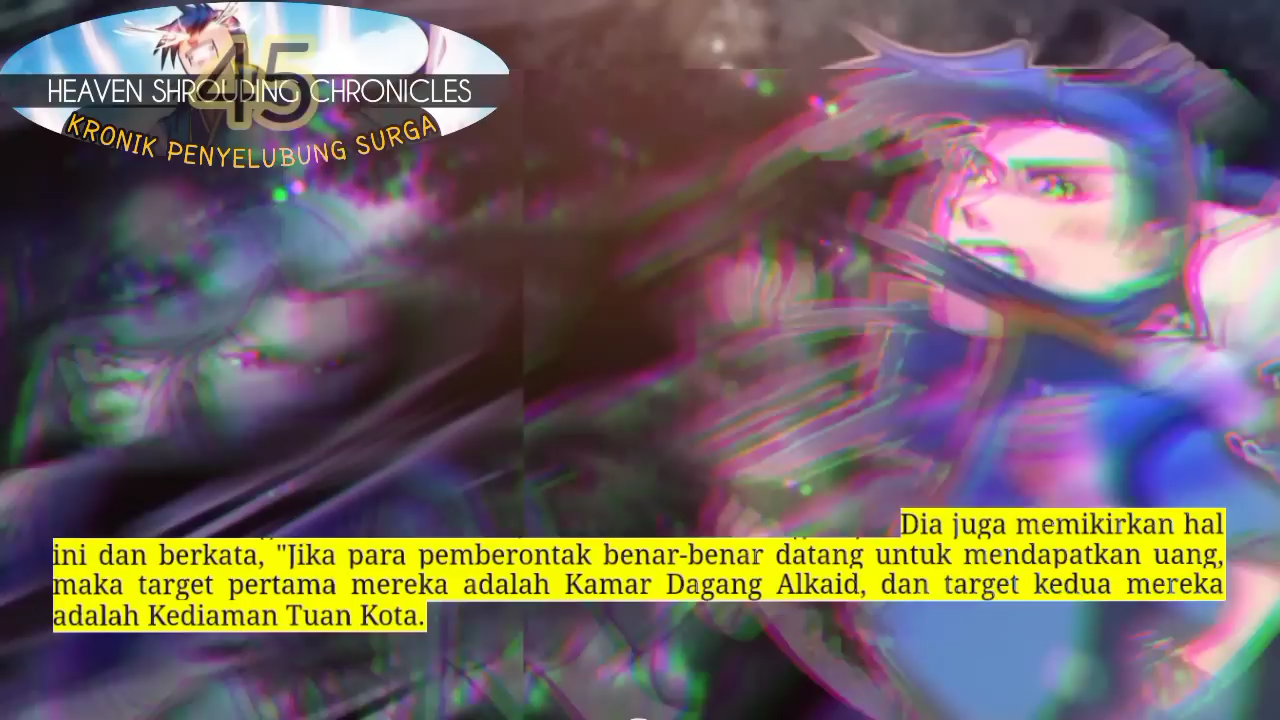 45
HEAVEN SHROUDING CHRONICLES
KRONIK PENYELUBUNG SURGA
Dia juga memikirkan hal
ini dan berkata, "Jika para pemberontak benar-benar datang untuk mendapatkan uang,
maka target pertama mereka adalah Kamar Dagang Alkaid, dan target kedua mereka
adalah Kediaman Tuan Kota.